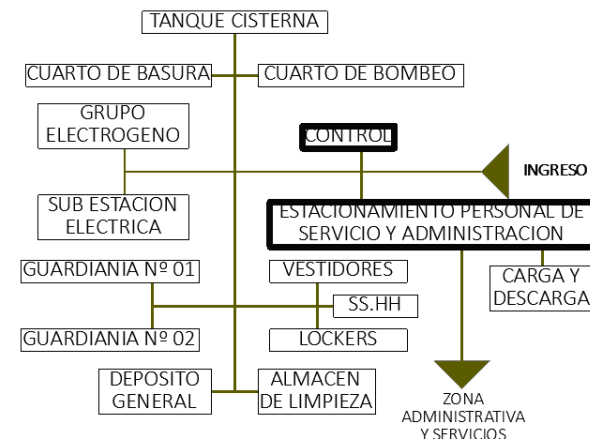 TANQUE CISTERNA
CUARTO DE BASURA
CUARTO DE BOMBEO
GRUPO
ELECTROGENO
CONTROL
INGRESO
SUB ESTACION
ELECTRICA
ESTACIONAMIENTO PERSONAL DE
SERVICIO Y ADMINISTRACION
GUARDIANIA Nº 01
VESTIDORES
CARGA Y
DESCARGA
SS.HH
GUARDIANIA Nº 02
LOCKERS
DEPOSITO
GENERAL
ALMACEN
DE LIMPIEZA
ZONA
ADMINISTRATIVA
Y SERVICIOS